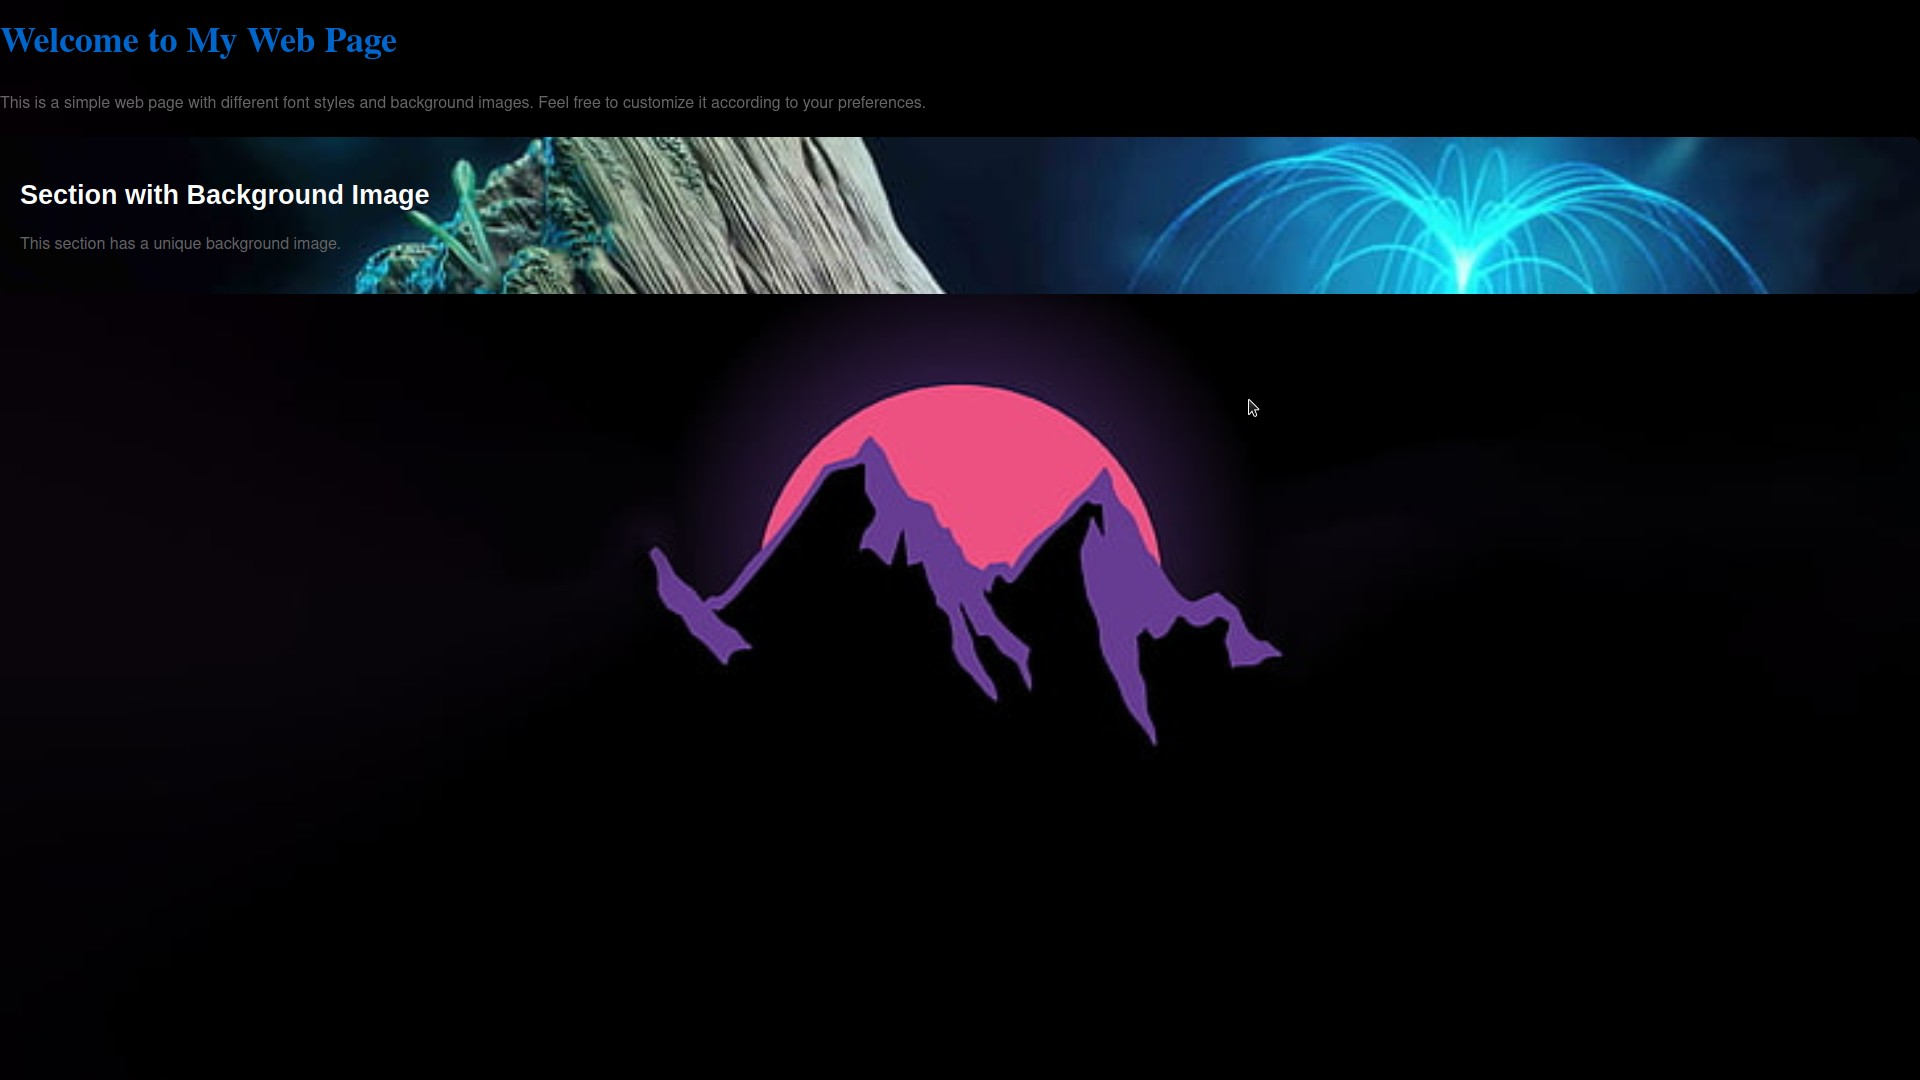 Welcome to My Web Page
This is a simple web page with different font styles and background images. Feel free to customize it according to your preferences.
Section with Background Image
This section has a unique background image.